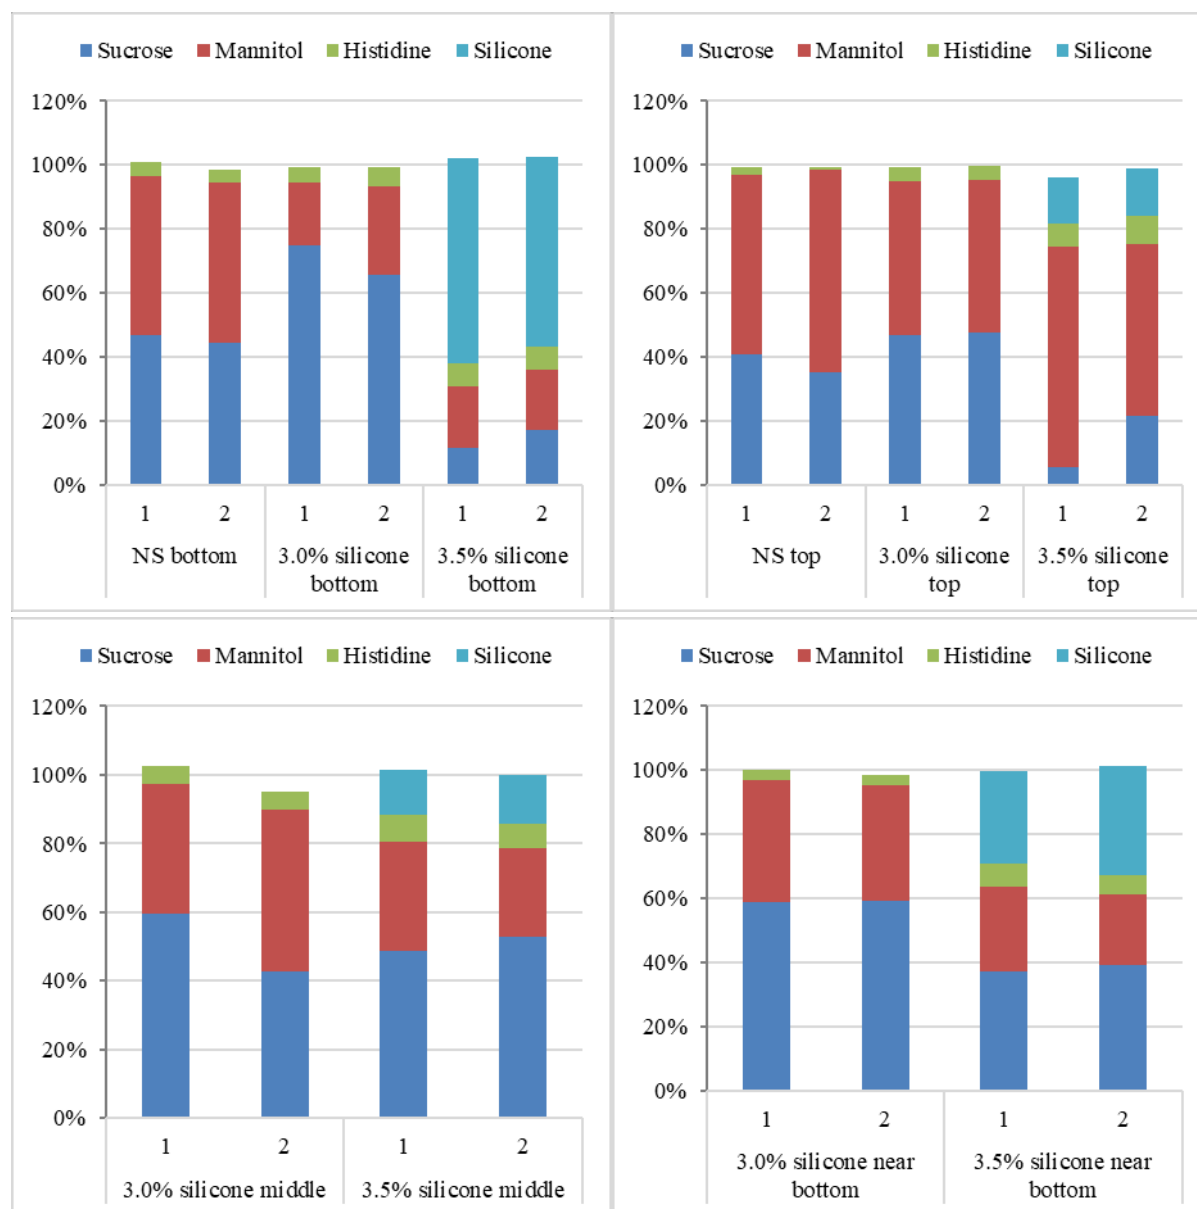 Sucrose Mannitol Histidine Silicone
120%
100%
80%
60%
40%
20%
0%
1 2 1 2 1 2
NS bottom 3.0% silicone bottom 3.5% silicone bottom
Sucrose Mannitol Histidine Silicone
120%
100%
80%
60%
40%
20%
0%
1 2 1 2 1 2
NS top 3.0% silicone top 3.5% silicone top
Sucrose Mannitol Histidine Silicone
120%
100%
80%
60%
40%
20%
0%
1 2 1 2
3.0% silicone middle 3.5% silicone middle
Sucrose Mannitol Histidine Silicone
120%
100%
80%
60%
40%
20%
0%
1 2 1 2
3.0% silicone near bottom 3.5% silicone near bottom